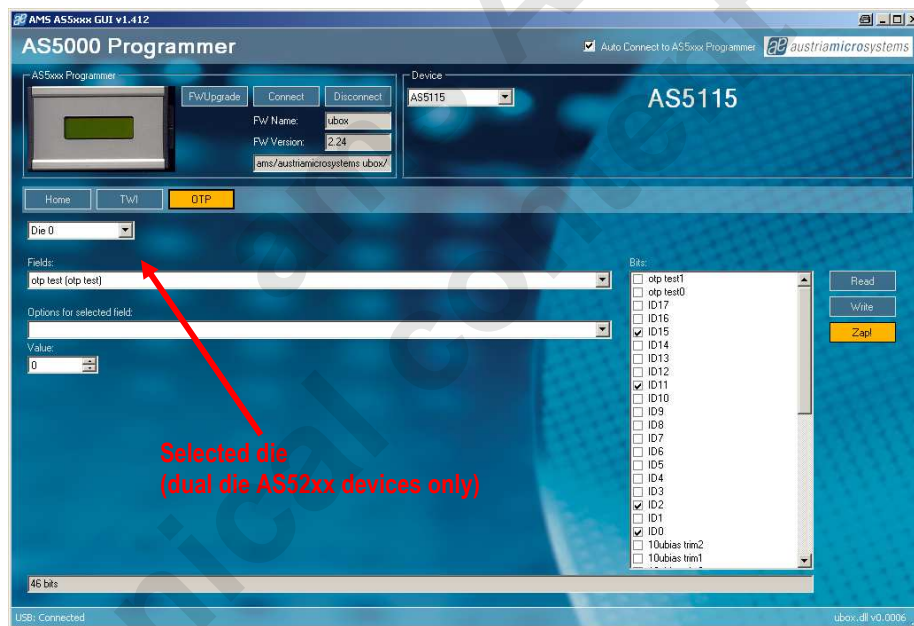 AMS AS5xxx GUI v1.412
AS5000 Programmer
Auto Connect to AS5xxx Programmer
austriamicrosystems
AS5xxx Programmer
FWUpgrade
Connect
Disconnect
FW Name:
ubox
FW Version:
2.24
ams/austriamicrosystems ubox/
Device
AS5115
AS5115
Home
TWI
OTP
Die 0
Fields:
otp test (otp test)
Options for selected field:
Value:
0
Selected die
(dual die AS52xx devices only)
Bits:
otp test1
otp test0
ID17
ID16
ID15
ID14
ID13
ID12
ID11
ID10
ID9
ID8
ID7
ID6
ID5
ID4
ID3
ID2
ID1
ID0
10ubias trim2
10ubias trim1
Read
Write
Zap!
46 bits
USB: Connected
ubox.dll v0.0006